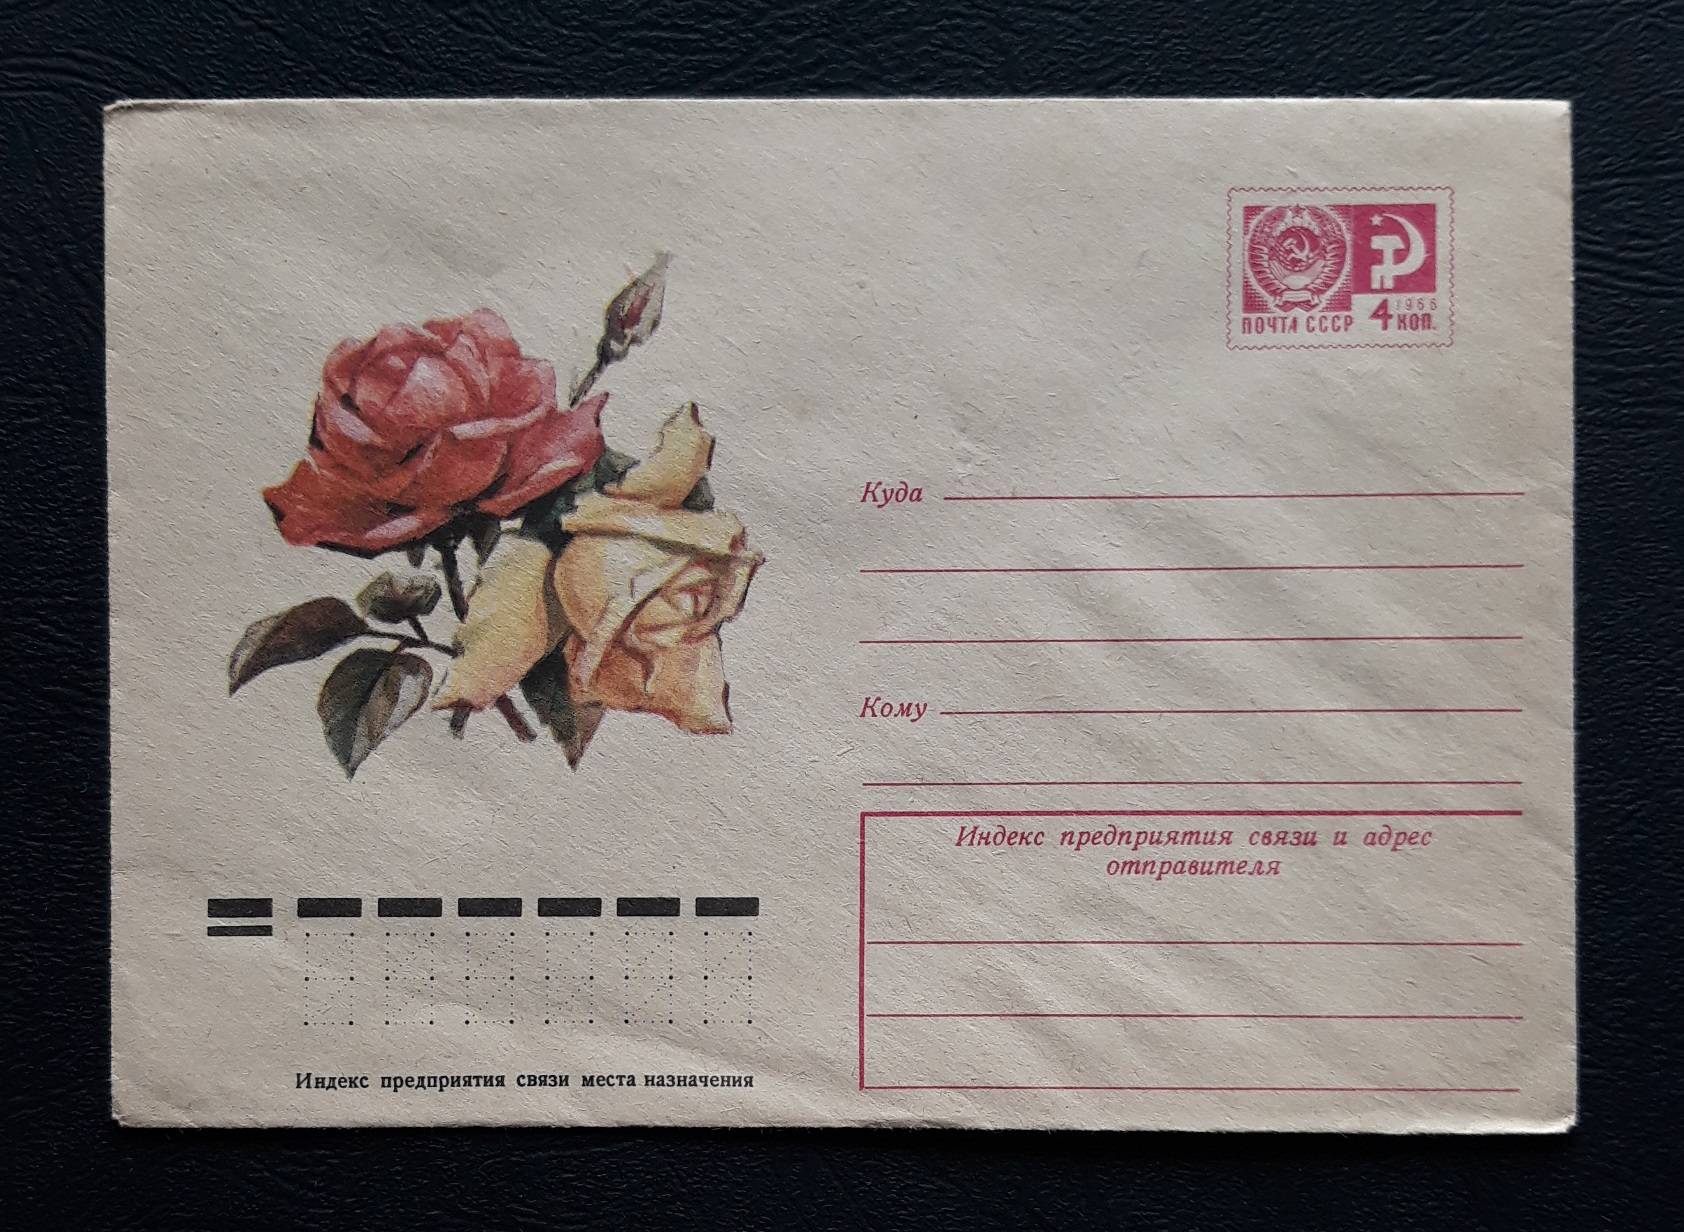 1966
ПОЧТА СССР 4 КОП.
Куда
Кому
Индекс предприятия связи и адрес
отправителя
Индекс предприятия связи места назначения